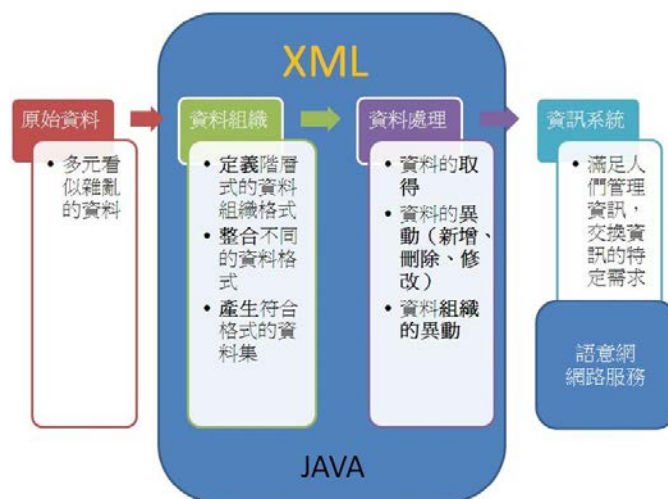 XML
原始資料
多元看
似雜亂
的資料
資料組織
定義階層
式的資料
組織格式
整合不同
的資料格
式
產生符合
格式的資
料集
資料處理
資料的取
得
資料的異
動（新增、
刪除、修
改）
資料組織
的異動
資訊系統
滿足人
們管理
資訊，
交換資
訊的特
定需求
語意網
網路服務
JAVA